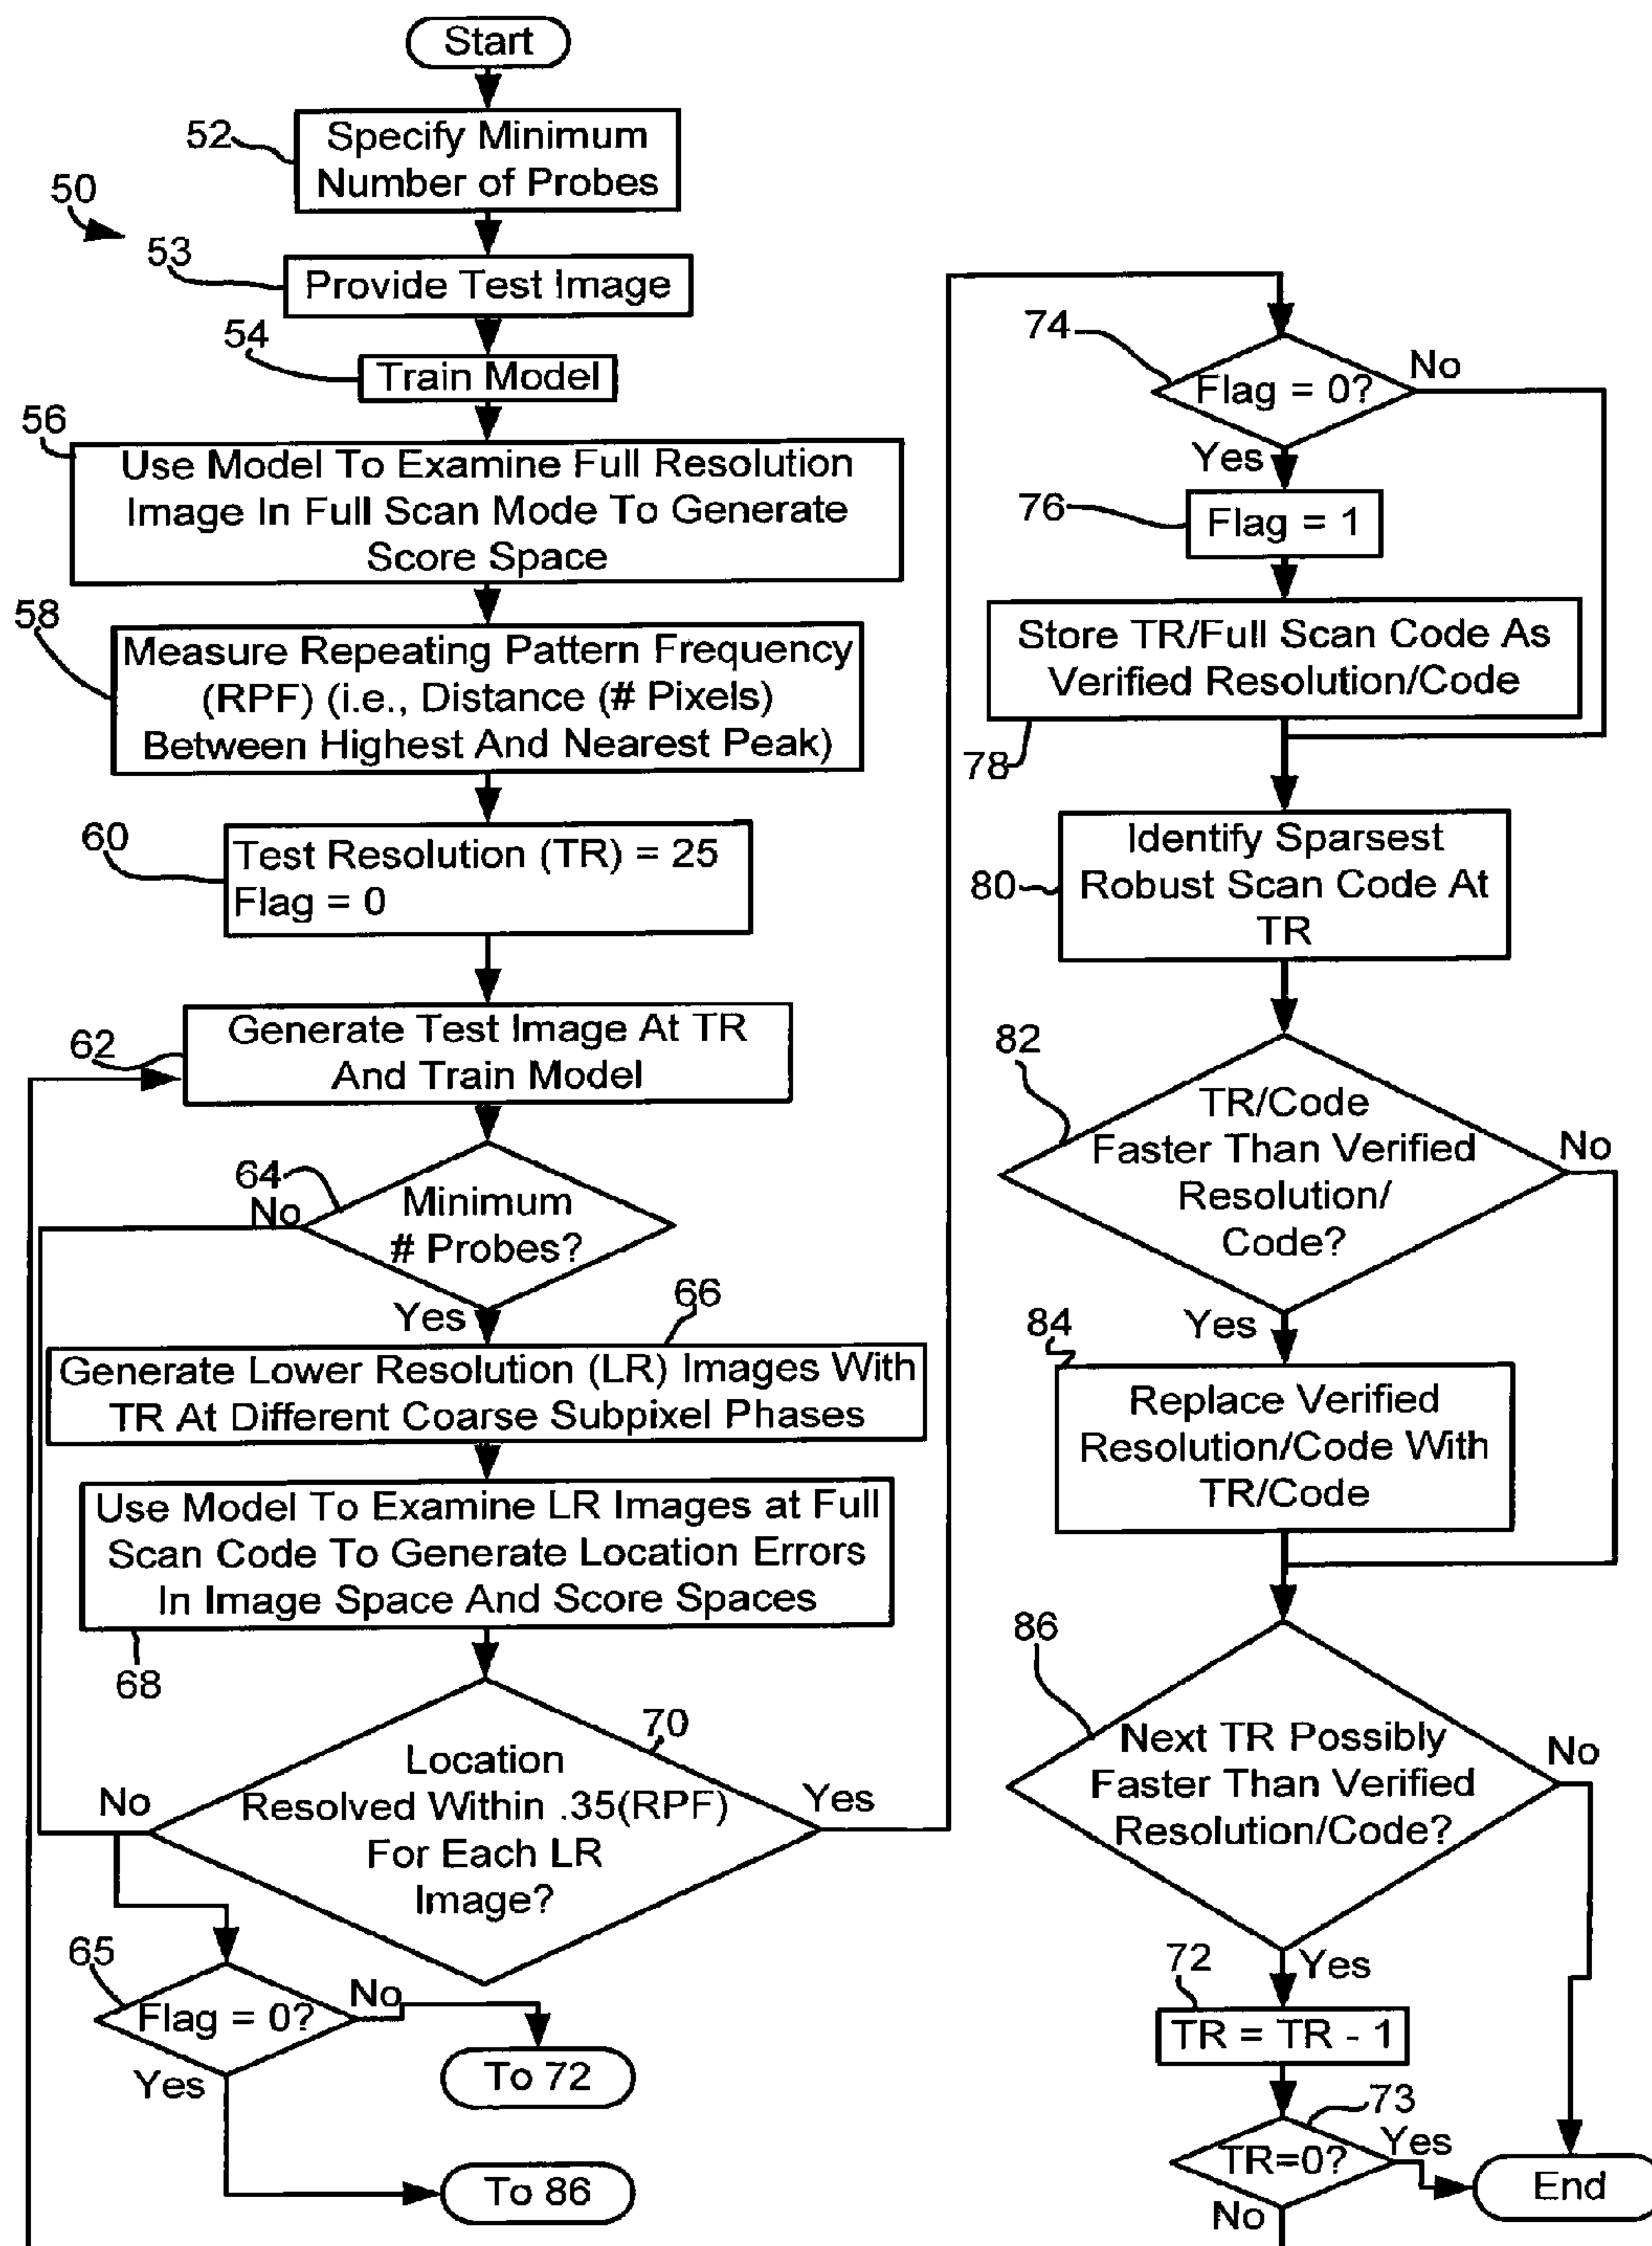 Start
52
Specify Minimum
Number of Probes
50
53
Provide Test Image
54
Train Model
56
Use Model To Examine Full Resolution
Image In Full Scan Mode To Generate
Score Space
58
Measure Repeating Pattern Frequency
(RPF) (i.e., Distance (# Pixels)
Between Highest And Nearest Peak)
60
Test Resolution (TR) = 25
Flag = 0
62
Generate Test Image At TR
And Train Model
64
No
Minimum
# Probes?
Yes
66
Generate Lower Resolution (LR) Images With
TR At Different Coarse Subpixel Phases
Use Model To Examine LR Images at Full
Scan Code To Generate Location Errors
In Image Space And Score Spaces
68
70
Location
Resolved Within .35(RPF)
For Each LR
Image?
No
Yes
65
Flag = 0?
No
To 72
Yes
To 86
74
Flag = 0?
No
Yes
76
Flag = 1
Store TR/Full Scan Code As
Verified Resolution/Code
78
80
Identify Sparsest
Robust Scan Code At
TR
82
TR/Code
Faster Than Verified
Resolution/
Code?
No
Yes
84
Replace Verified
Resolution/Code With
TR/Code
86
Next TR Possibly
Faster Than Verified
Resolution/Code?
No
Yes
72
TR = TR - 1
73
TR=0?
Yes
No
End